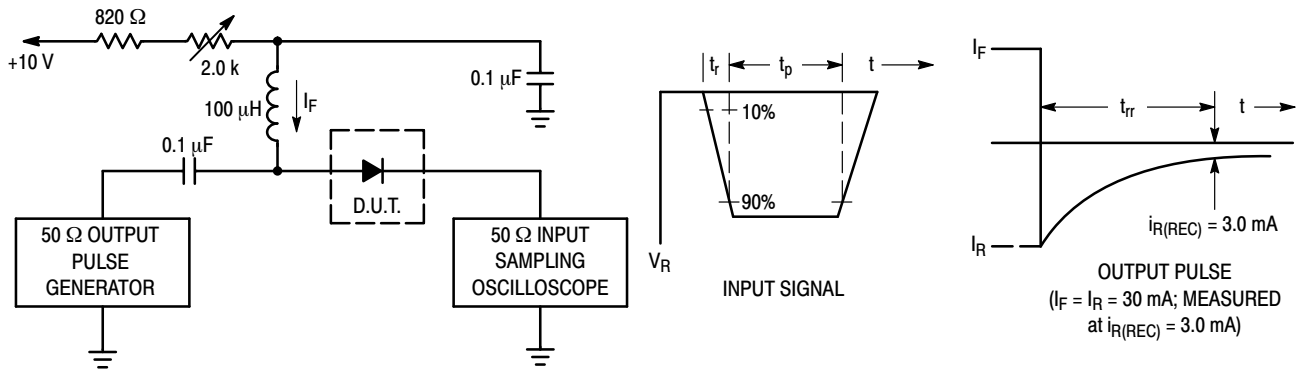 820 Ω
+10 V
2.0 k
100 μH
I_F
0.1 μF
0.1 μF
D.U.T.
50 Ω OUTPUT
PULSE
GENERATOR
50 Ω INPUT
SAMPLING
OSCILLOSCOPE
t_r
t_p
t
10%
90%
V_R
INPUT SIGNAL
I_F
t_rr
t
I_R
i_R(REC) = 3.0 mA
OUTPUT PULSE
(I_F = I_R = 30 mA; MEASURED
at i_R(REC) = 3.0 mA)